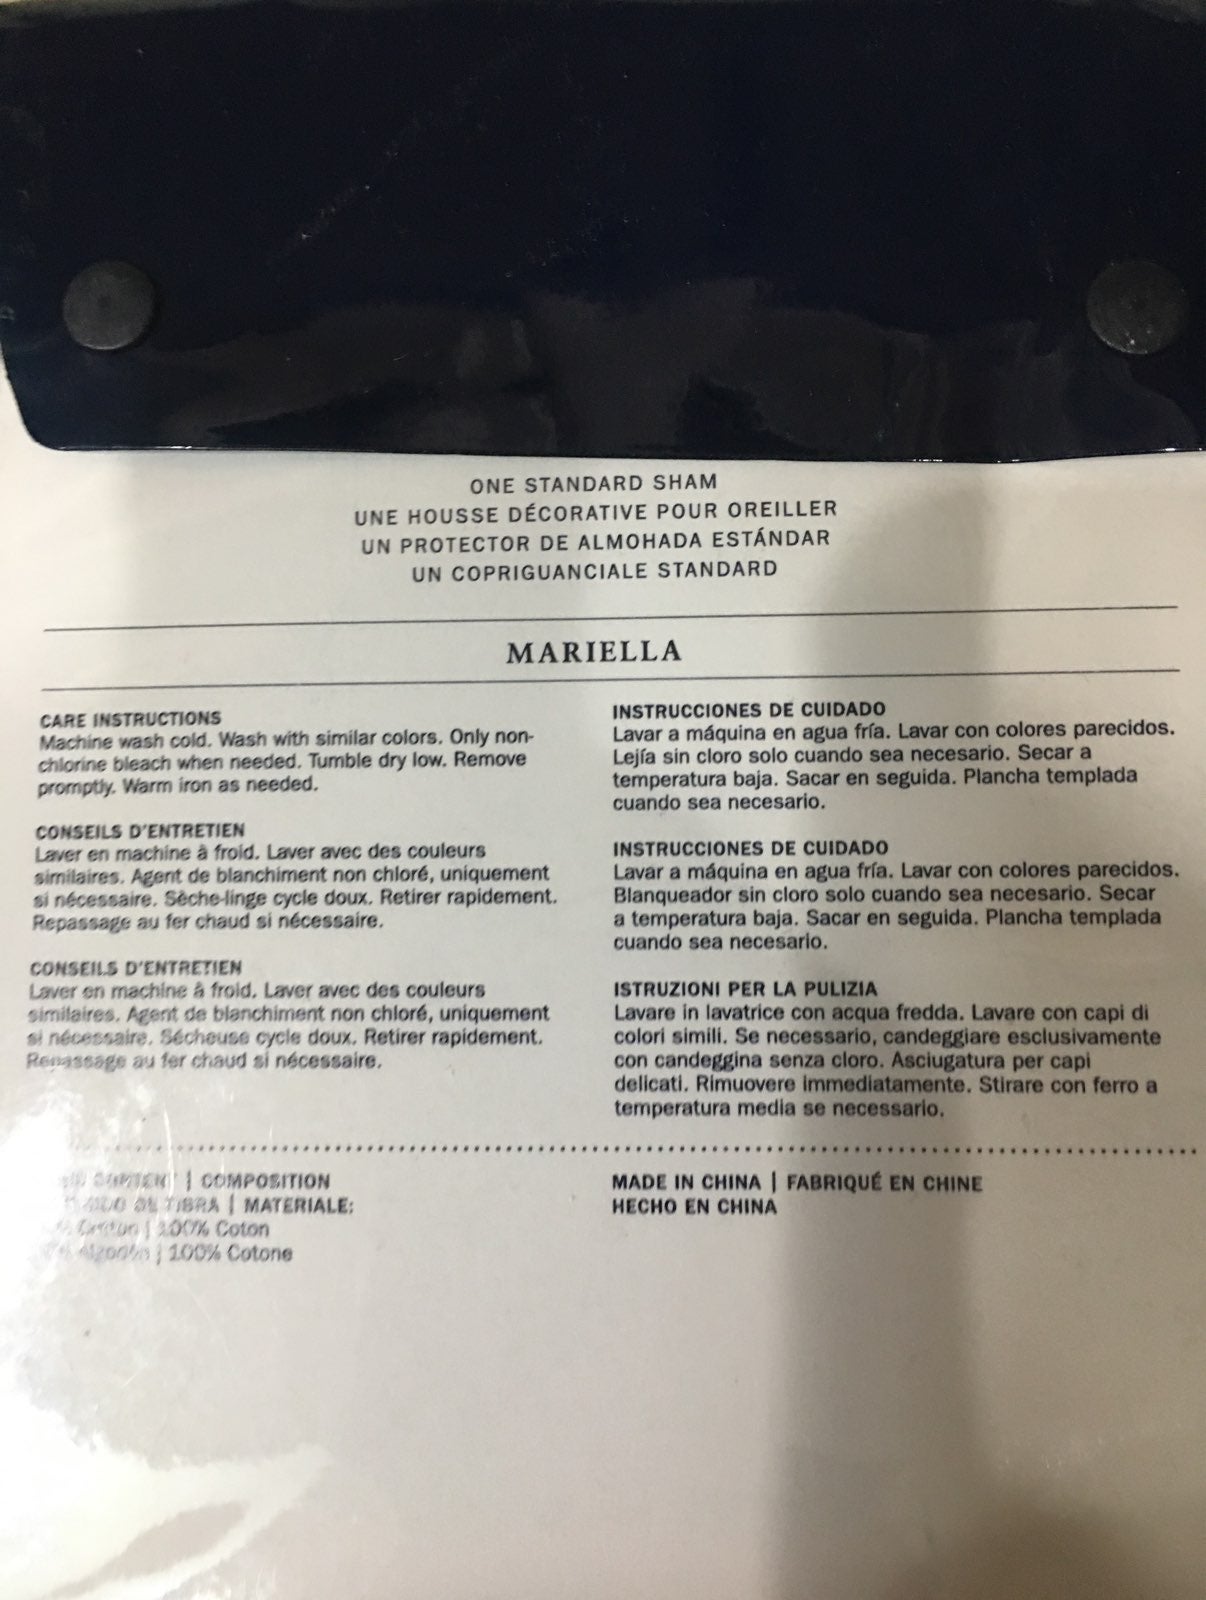 ONE STANDARD SHAM
UNE HOUSSE DÉCORATIVE POUR OREILLER
UN PROTECTOR DE ALMOHADA ESTÁNDAR
UN COPRIGUANCIALE STANDARD
MARIELLA
CARE INSTRUCTIONS
Machine wash cold. Wash with similar colors. Only non-
chlorine bleach when needed. Tumble dry low. Remove
promptly. Warm iron as needed.
CONSEILS D'ENTRETIEN
Laver en machine à froid. Laver avec des couleurs
similaires. Agent de blanchiment non chloré, uniquement
si nécessaire. Sèche-linge cycle doux. Retirer rapidement.
Repassage au fer chaud si nécessaire.
CONSEILS D'ENTRETIEN
Laver en machine à froid. Laver avec des couleurs
similaires. Agent de blanchiment non chloré, uniquement
si nécessaire. Sécheuse cycle doux. Retirer rapidement.
Repassage au fer chaud si nécessaire.
INSTRUCCIONES DE CUIDADO
Lavar a máquina en agua fría. Lavar con colores parecidos.
Lejía sin cloro solo cuando sea necesario. Secar a
temperatura baja. Sacar en seguida. Plancha templada
cuando sea necesario.
INSTRUCCIONES DE CUIDADO
Lavar a máquina en agua fría. Lavar con colores parecidos.
Blanqueador sin cloro solo cuando sea necesario. Secar
a temperatura baja. Sacar en seguida. Plancha templada
cuando sea necesario.
ISTRUZIONI PER LA PULIZIA
Lavare in lavatrice con acqua fredda. Lavare con capi di
colori simili. Se necessario, candeggiare esclusivamente
con candeggina senza cloro. Asciugatura per capi
delicati. Rimuovere immediatamente. Stirare con ferro a
temperatura media se necessario.
| COMPOSITION
DE FIBRA | MATERIALE:
Cotton | 100% Coton
Algodón | 100% Cotone
MADE IN CHINA | FABRIQUÉ EN CHINE
HECHO EN CHINA